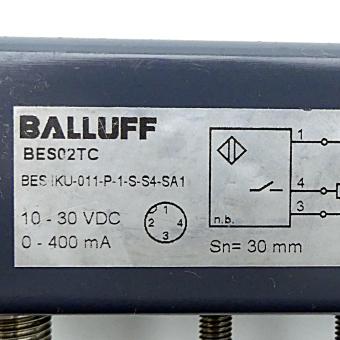 BALLUFF
BES02TC
BES IKU-011-P-1-S-S4-SA1
10 - 30 VDC
0 - 400 mA
1
2
4
3
n.b.
1
4
3
Sn= 30 mm